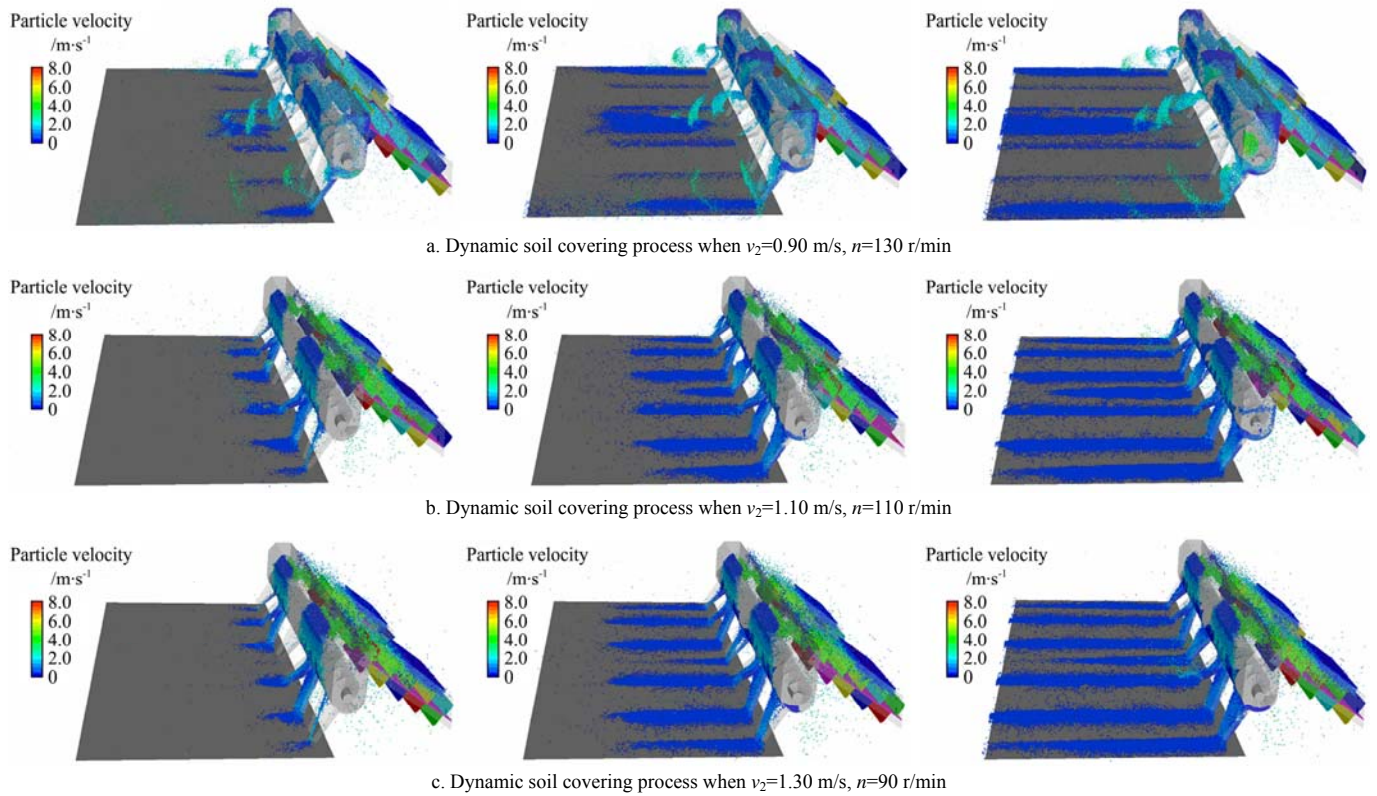 Particle velocity Particle velocity Particle velocity
/m·s⁻¹ /m·s⁻¹ /m·s⁻¹
8.0 8.0 8.0
6.0 6.0 6.0
4.0 4.0 4.0
2.0 2.0 2.0
0 0 0
a. Dynamic soil covering process when v₂=0.90 m/s, n=130 r/min
Particle velocity Particle velocity Particle velocity
/m·s⁻¹ /m·s⁻¹ /m·s⁻¹
8.0 8.0 8.0
6.0 6.0 6.0
4.0 4.0 4.0
2.0 2.0 2.0
0 0 0
b. Dynamic soil covering process when v₂=1.10 m/s, n=110 r/min
Particle velocity Particle velocity Particle velocity
/m·s⁻¹ /m·s⁻¹ /m·s⁻¹
8.0 8.0 8.0
6.0 6.0 6.0
4.0 4.0 4.0
2.0 2.0 2.0
0 0 0
c. Dynamic soil covering process when v₂=1.30 m/s, n=90 r/min